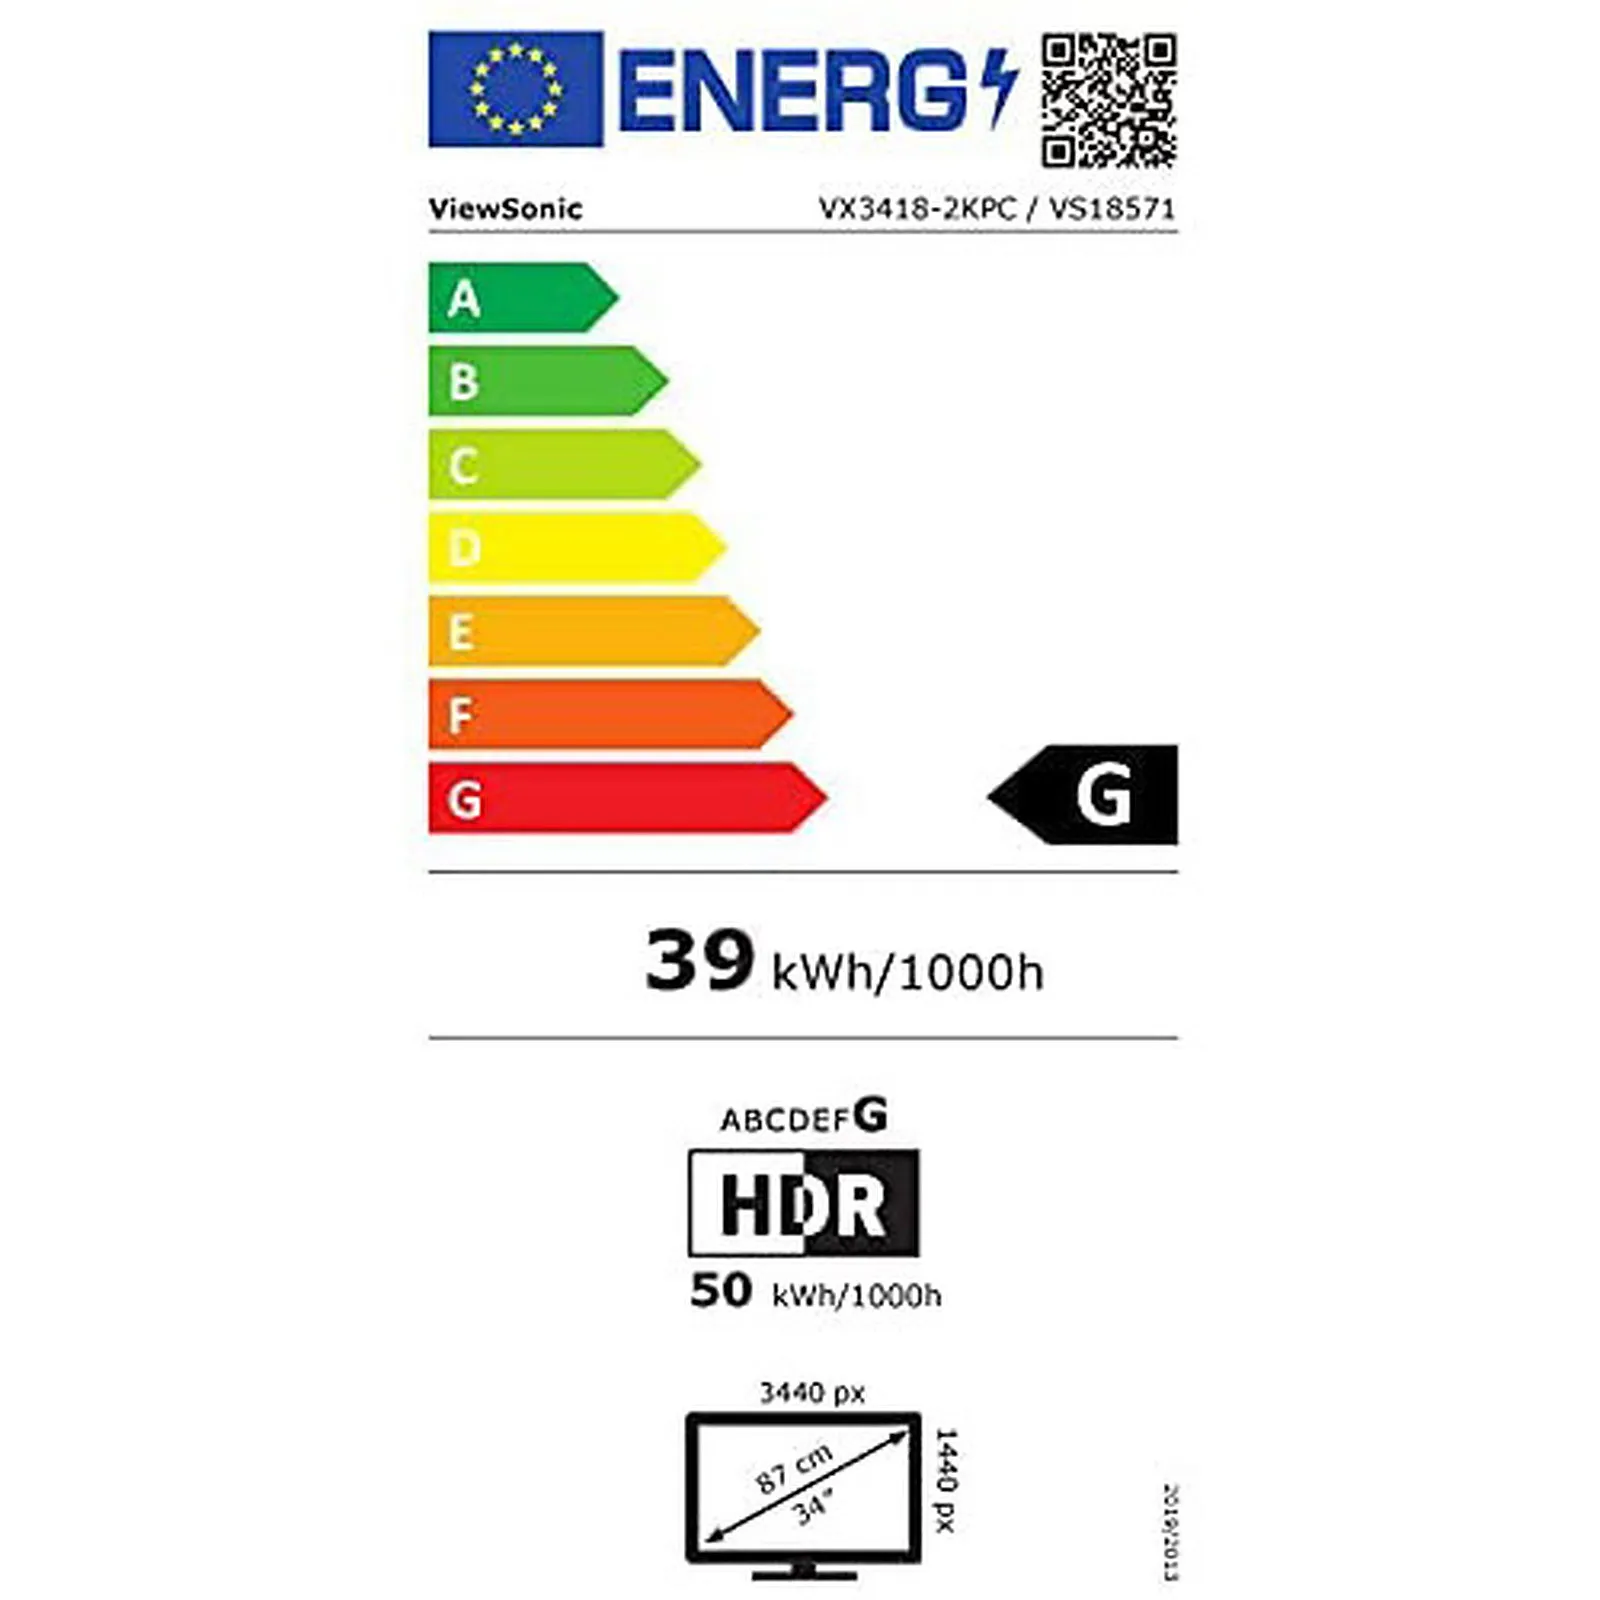 ENERG
ViewSonic
VX3418-2KPC / VS18571
A
B
C
D
E
F
G
G
39 kWh/1000h
ABCDEFG
HDR
50 kWh/1000h
3440 px
1440 px
87 cm
34"
2019/2013